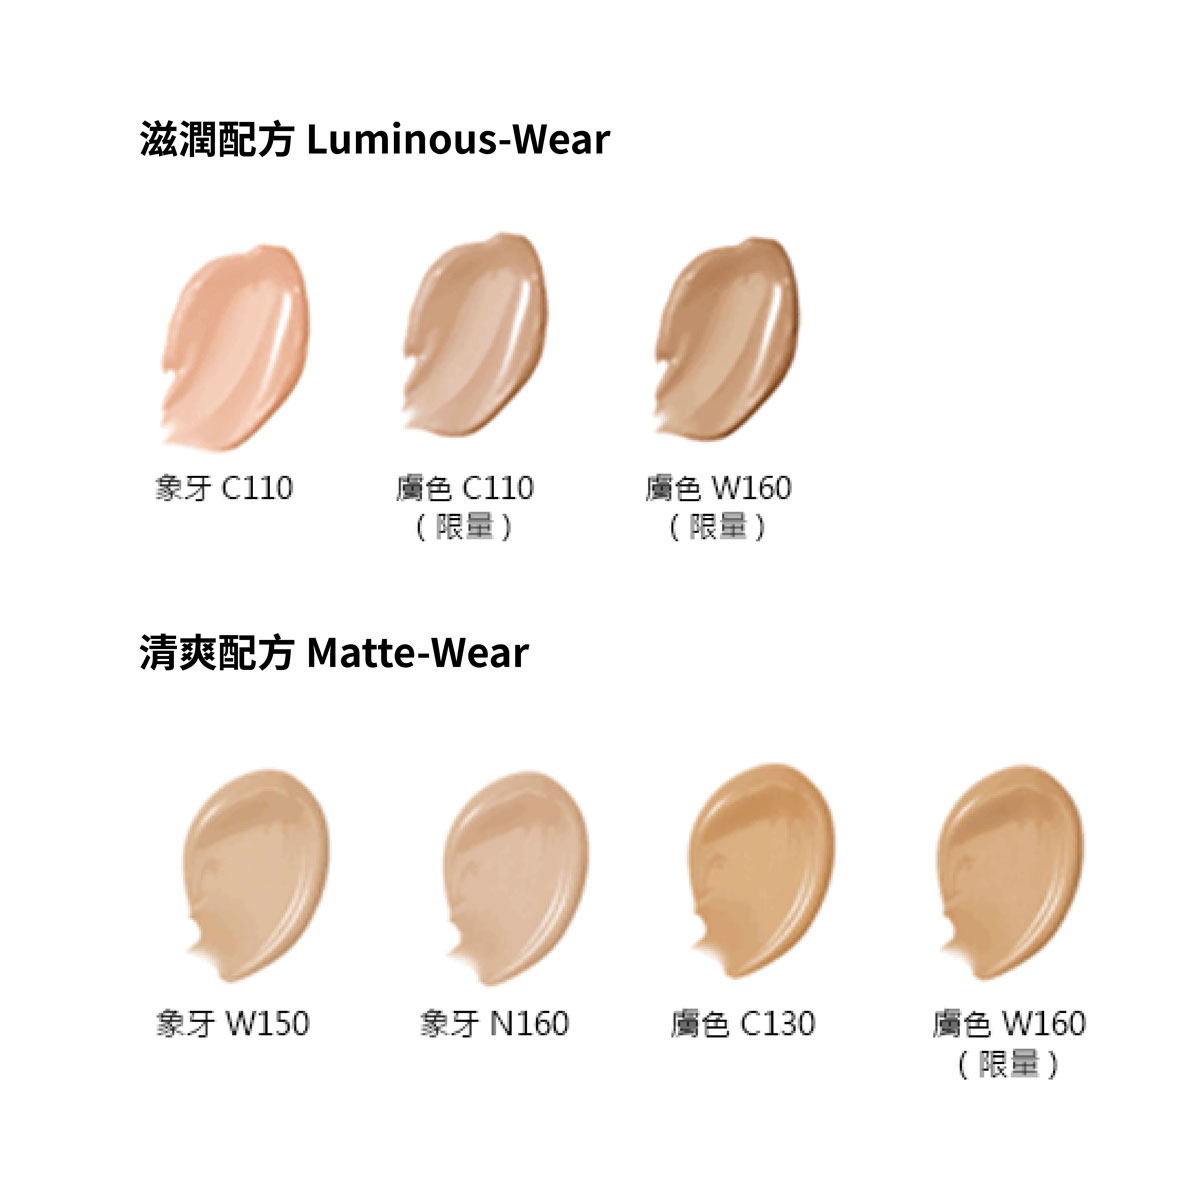 滋潤配方 Luminous-Wear
象牙 C110
膚色 C110
(限量)
膚色 W160
(限量)
清爽配方 Matte-Wear
象牙 W150
象牙 N160
膚色 C130
膚色 W160
(限量)